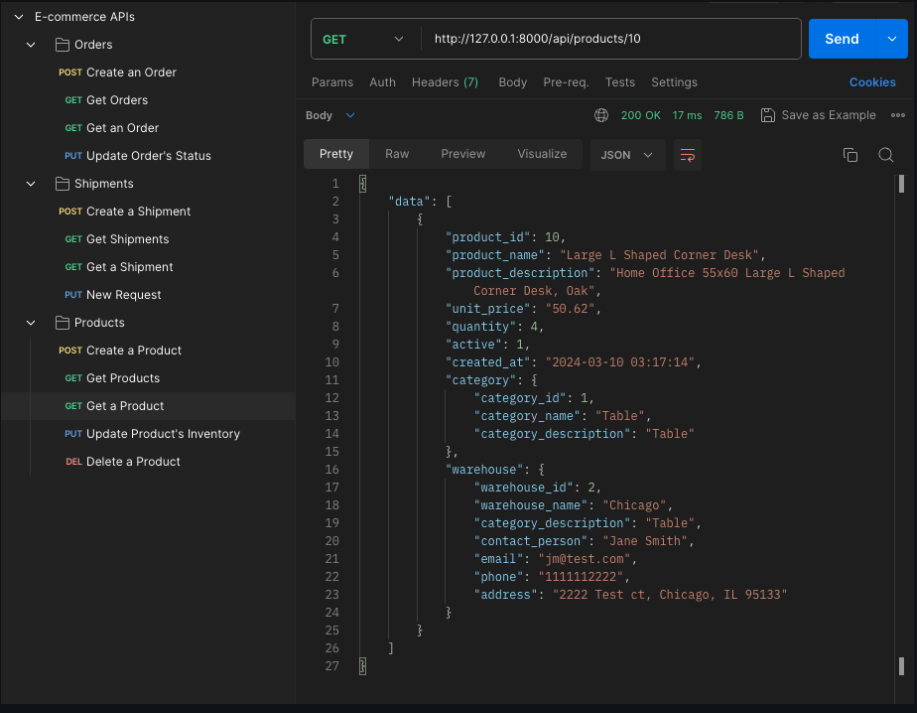 E-commerce APIs
Orders
POST Create an Order
GET Get Orders
GET Get an Order
PUT Update Order's Status
Shipments
POST Create a Shipment
GET Get Shipments
GET Get a Shipment
PUT New Request
Products
POST Create a Product
GET Get Products
GET Get a Product
PUT Update Product's Inventory
DEL Delete a Product
GET http://127.0.0.1:8000/api/products/10 Send
Params Auth Headers (7) Body Pre-req. Tests Settings Cookies
Body 200 OK 17 ms 786 B Save as Example
Pretty Raw Preview Visualize JSON
1 {
2 "data": [
3 {
4 "product_id": 10,
5 "product_name": "Large L Shaped Corner Desk",
6 "product_description": "Home Office 55x60 Large L Shaped
Corner Desk, Oak",
7 "unit_price": "50.62",
8 "quantity": 4,
9 "active": 1,
10 "created_at": "2024-03-10 03:17:14",
11 "category": {
12 "category_id": 1,
13 "category_name": "Table",
14 "category_description": "Table"
15 },
16 "warehouse": {
17 "warehouse_id": 2,
18 "warehouse_name": "Chicago",
19 "category_description": "Table",
20 "contact_person": "Jane Smith",
21 "email": "jm@test.com",
22 "phone": "1111112222",
23 "address": "2222 Test ct, Chicago, IL 95133"
24 }
25 }
26 ]
27 }